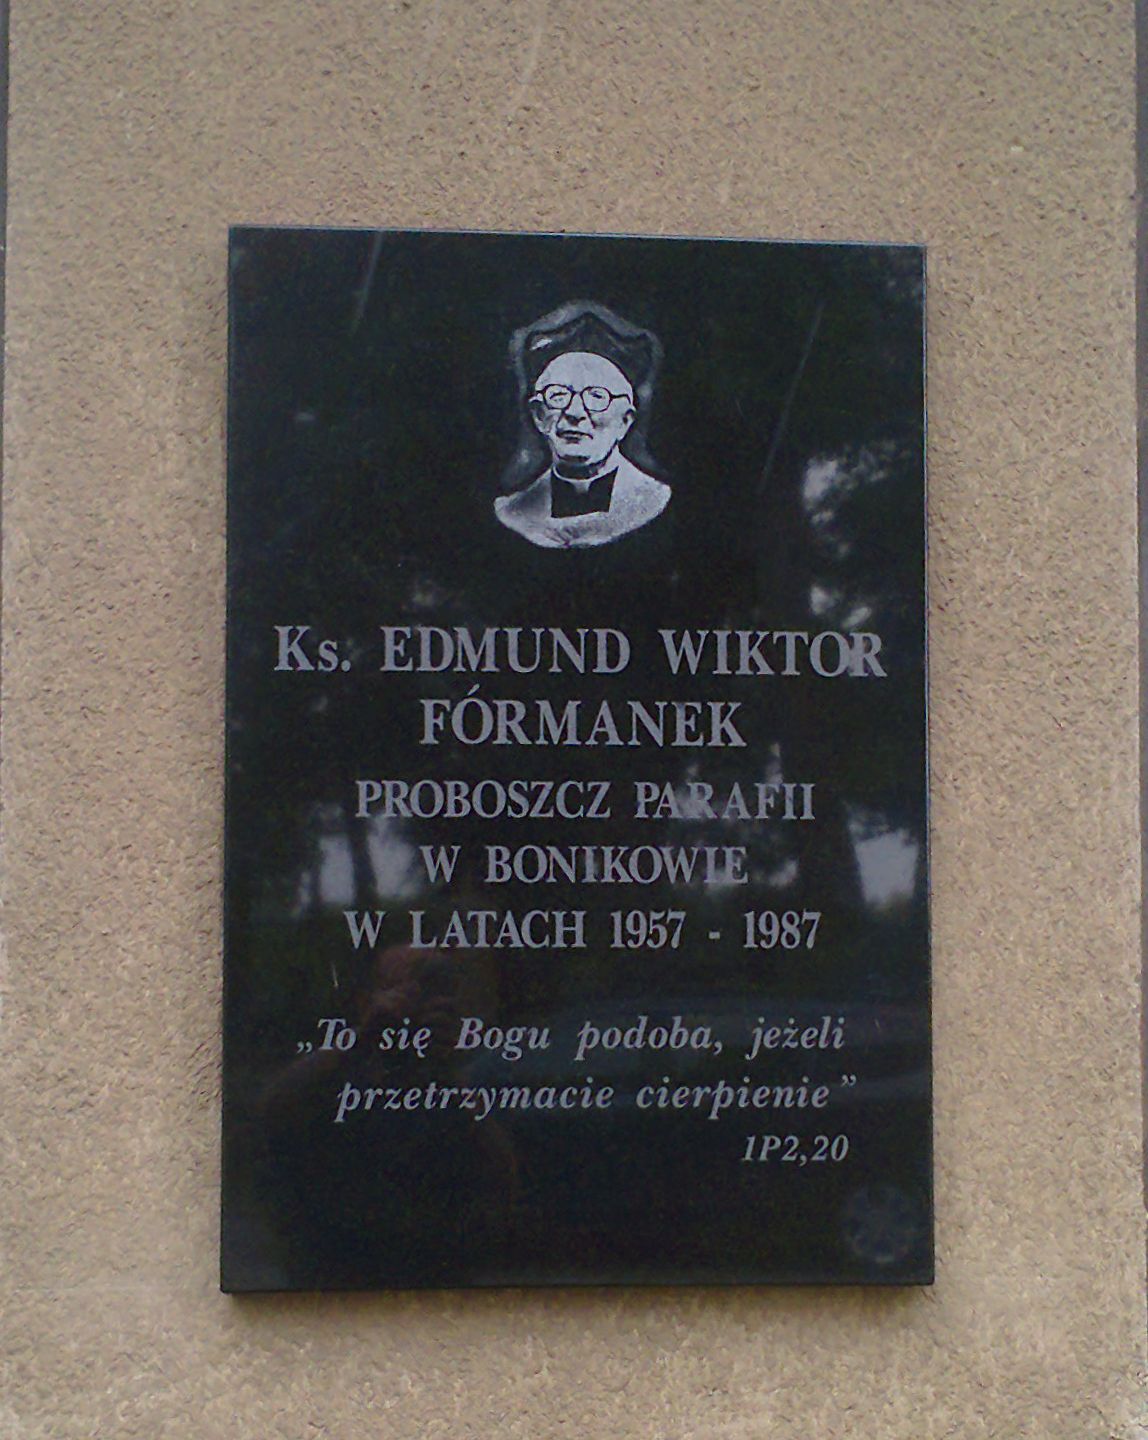 Ks. EDMUND WIKTOR
FÓRMANEK
PROBOSZCZ PARAFII
W BONIKOWIE
W LATACH 1957 - 1987
„To się Bogu podoba, jeżeli
przetrzymacie cierpienie”
1P2,20